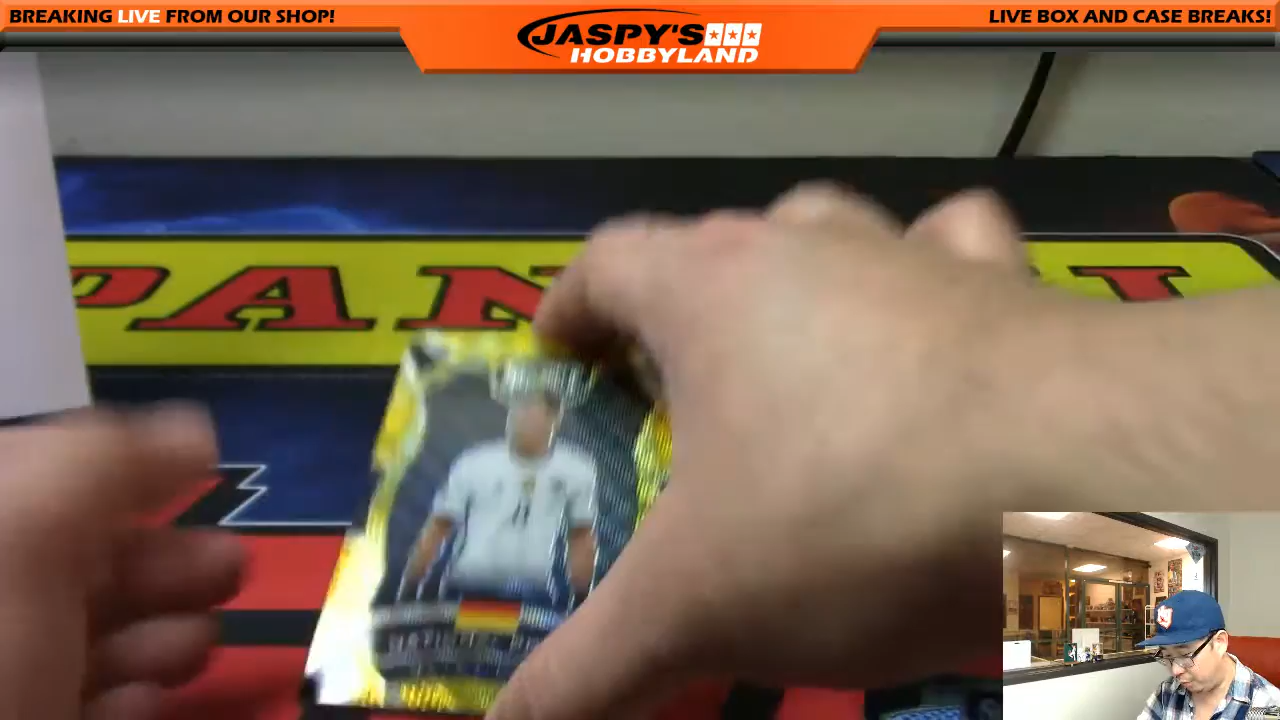 BREAKING LIVE FROM OUR SHOP!
JASPY'S
HOBBYLAND
LIVE BOX AND CASE BREAKS!
PAN
I